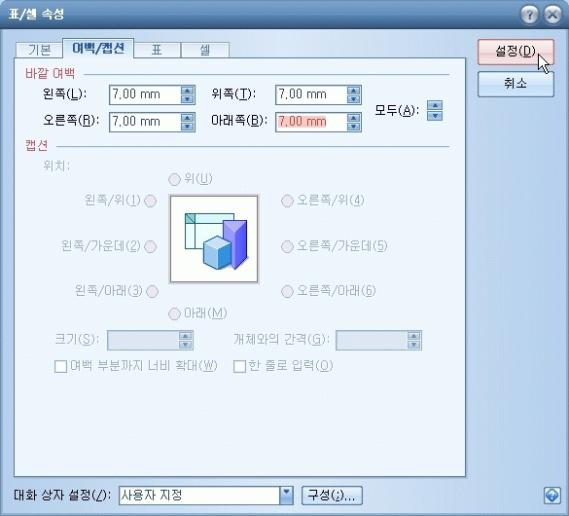 표/셀 속성
기본 여백/캡션 표 셀
설정(D)
취소
바깥 여백
왼쪽(L): 7.00 mm 위쪽(T): 7.00 mm 모두(A):
오른쪽(R): 7.00 mm 아래쪽(B): 7.00 mm
캡션
위치:
위(U)
왼쪽/위(1) 오른쪽/위(4)
왼쪽/가운데(2) 오른쪽/가운데(5)
왼쪽/아래(3) 오른쪽/아래(6)
아래(M)
크기(S): 개체와의 간격(G):
여백 부분까지 너비 확대(W) 한 줄로 입력(O)
대화 상자 설정(/): 사용자 지정 구성(;)...